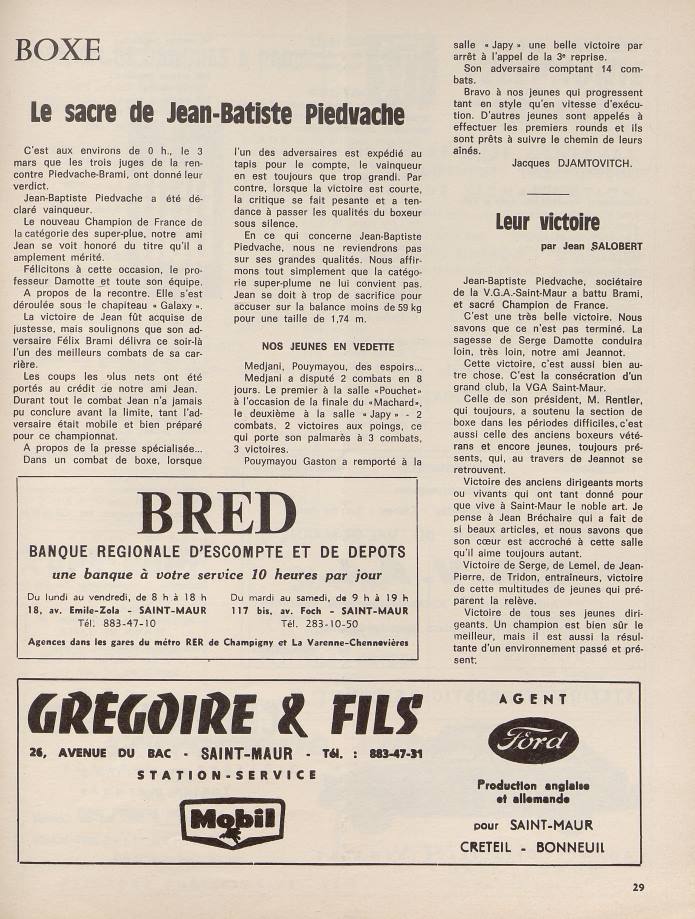 BOXE
Le sacre de Jean-Batiste Piedvache
C'est aux environs de 0 h., le 3
mars que les trois juges de la ren-
contre Piedvache-Brami, ont donné leur
verdict.
Jean-Baptiste Piedvache a été dé-
claré vainqueur.
Le nouveau Champion de France de
la catégorie des super-plume, notre ami
Jean se voit honoré du titre qu'il a
amplement mérité.
Félicitons à cette occasion, le pro-
fesseur Damotte et toute son équipe.
A propos de la recontre. Elle s'est
déroulée sous le chapiteau « Galaxy ».
La victoire de Jean fût acquise de
justesse, mais soulignons que son ad-
versaire Félix Brami délivra ce soir-là
l'un des meilleurs combats de sa car-
rière.
Les coups les plus nets ont été
portés au crédit de notre ami Jean.
Durant tout le combat Jean n'a jamais
pu conclure avant la limite, tant l'ad-
versaire était mobile et bien préparé
pour ce championnat.
A propos de la presse spécialisée...
Dans un combat de boxe, lorsque
l'un des adversaires est expédié au
tapis pour le compte, le vainqueur
en est toujours que trop grandi. Par
contre, lorsque la victoire est courte,
la critique se fait pesante et a ten-
dance à passer les qualités du boxeur
sous silence.
En ce qui concerne Jean-Baptiste
Piedvache, nous ne reviendrons pas
sur ses grandes qualités. Nous affir-
mons tout simplement que la catégo-
rie super-plume ne lui convient pas.
Jean se doit à trop de sacrifice pour
accuser sur la balance moins de 59 kg
pour une taille de 1,74 m.
NOS JEUNES EN VEDETTE
Medjani, Pouymayou, des espoirs...
Medjani a disputé 2 combats en 8
jours. Le premier à la salle «Pouchet»
à l'occasion de la finale du «Machard»,
le deuxième à la salle « Japy » - 2
combats, 2 victoires aux poings, ce
qui porte son palmarès à 3 combats,
3 victoires.
Pouymayou Gaston a remporté à la
salle « Japy » une belle victoire par
arrêt à l'appel de la 3e reprise.
Son adversaire comptant 14 com-
bats.
Bravo à nos jeunes qui progressent
tant en style qu'en vitesse d'exécu-
tion. D'autres jeunes sont appelés à
effectuer les premiers rounds et ils
sont prêts à suivre le chemin de leurs
aînés.
Jacques DJAMTOVITCH.
Leur victoire
par Jean SALOBERT
Jean-Baptiste Piedvache, sociétaire
de la V.G.A.-Saint-Maur a battu Brami,
et sacré Champion de France.
C'est une très belle victoire. Nous
savons que ce n'est pas terminé. La
sagesse de Serge Damotte conduira
loin, très loin, notre ami Jeannot.
Cette victoire, c'est aussi bien au-
tre chose. C'est la consécration d'un
grand club, la VGA Saint-Maur.
Celle de son président, M. Rentler,
qui toujours, a soutenu la section de
boxe dans les périodes difficiles, c'est
aussi celle des anciens boxeurs vété-
rans et encore jeunes, toujours pré-
sents, qui, au travers de Jeannot se
retrouvent.
Victoire des anciens dirigeants morts
ou vivants qui ont tant donné pour
que vive à Saint-Maur le noble art. Je
pense à Jean Bréchaire qui a fait de
si beaux articles, et nous savons que
son cœur est accroché à cette salle
qu'il aime toujours autant.
Victoire de Serge, de Lemel, de Jean-
Pierre, de Tridon, entraîneurs, victoire
de cette multitudes de jeunes qui pré-
parent la relève.
Victoire de tous ses jeunes diri-
geants. Un champion est bien sûr le
meilleur, mais il est aussi la résul-
tante d'un environnement passé et pré-
sent.
BRED
BANQUE REGIONALE D'ESCOMPTE ET DE DEPOTS
une banque à votre service 10 heures par jour
Du lundi au vendredi, de 8 h à 18 h
18, av. Emile-Zola - SAINT-MAUR
Tél. 883-47-10
Du mardi au samedi, de 9 h à 19 h
117 bis, av. Foch - SAINT-MAUR
Tél. 283-10-50
Agences dans les gares du métro RER de Champigny et La Varenne-Chennevières
GRÉGOIRE & FILS
26, AVENUE DU BAC - SAINT-MAUR - Tél. : 883-47-31
STATION-SERVICE
Mobil
AGENT
Ford
Production anglaise
et allemande
pour SAINT-MAUR
CRETEIL - BONNEUIL
29